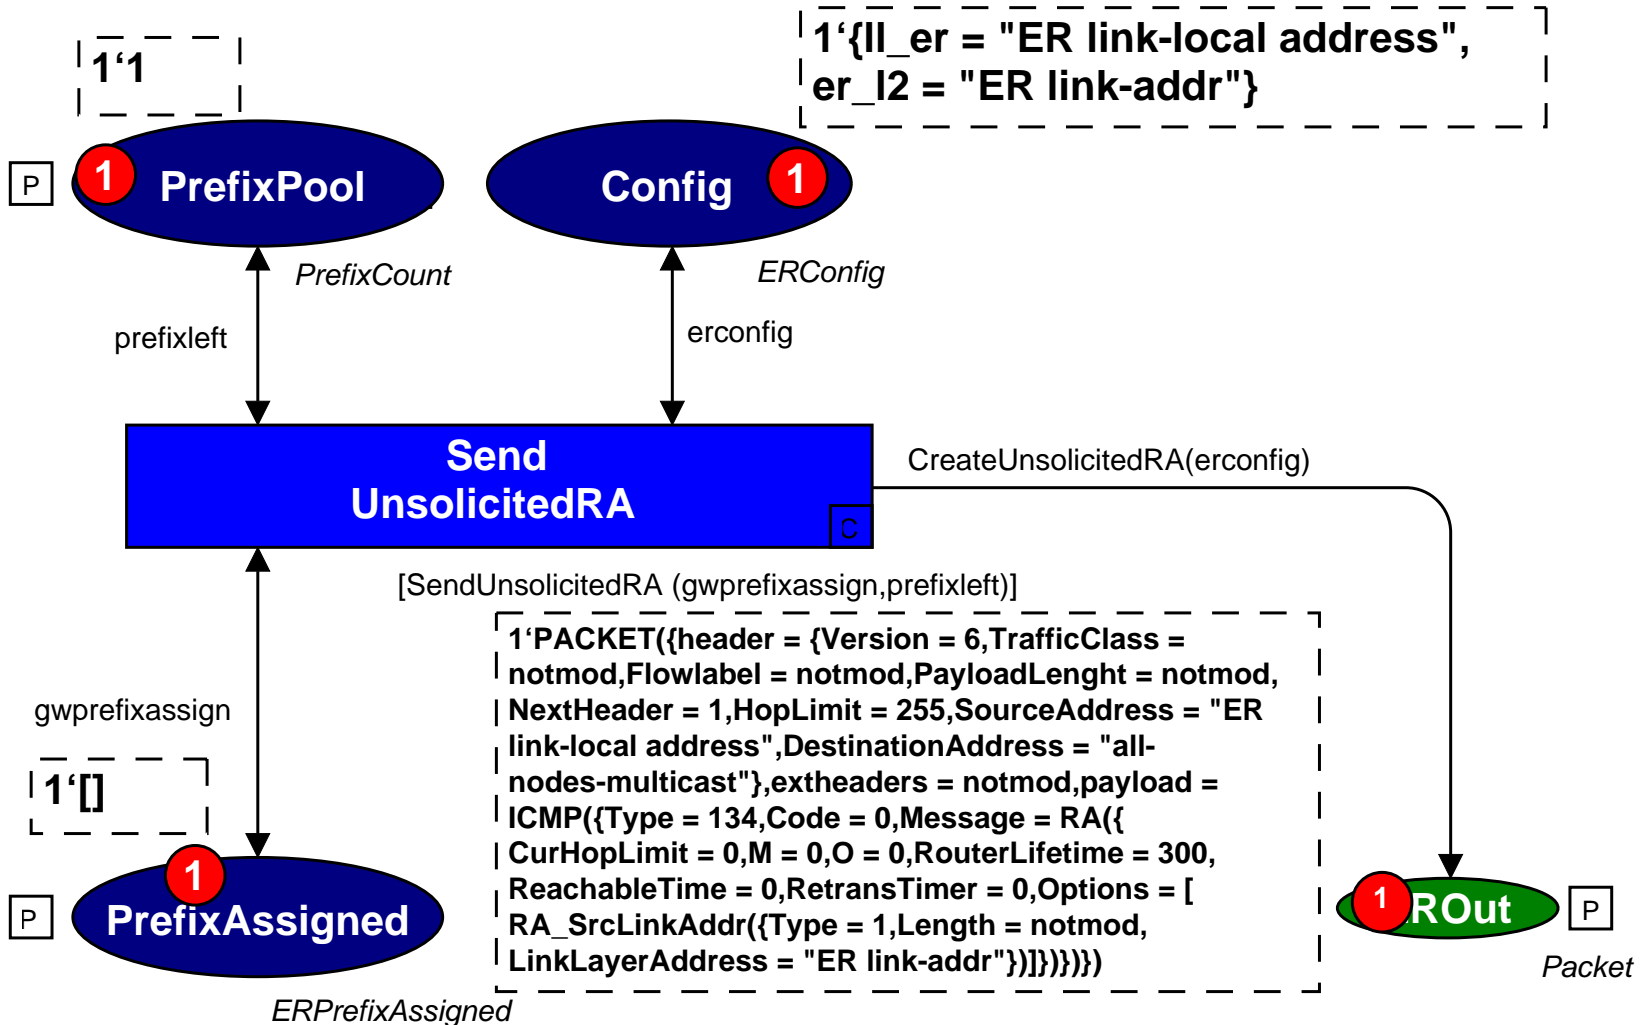 1‘1
1‘{ll_er = "ER link-local address",
er_l2 = "ER link-addr"}
P
1
PrefixPool
Config
1
PrefixCount
ERConfig
prefixleft
erconfig
Send
UnsolicitedRA
C
CreateUnsolicitedRA(erconfig)
[SendUnsolicitedRA (gwprefixassign,prefixleft)]
1‘PACKET({header = {Version = 6,TrafficClass =
notmod,Flowlabel = notmod,PayloadLenght = notmod,
NextHeader = 1,HopLimit = 255,SourceAddress = "ER
link-local address",DestinationAddress = "all-
nodes-multicast"},extheaders = notmod,payload =
ICMP({Type = 134,Code = 0,Message = RA({
CurHopLimit = 0,M = 0,O = 0,RouterLifetime = 300,
ReachableTime = 0,RetransTimer = 0,Options = [
RA_SrcLinkAddr({Type = 1,Length = notmod,
LinkLayerAddress = "ER link-addr"})]})})})
gwprefixassign
1‘[]
1
P
PrefixAssigned
ERPrefixAssigned
1
ROut
P
Packet